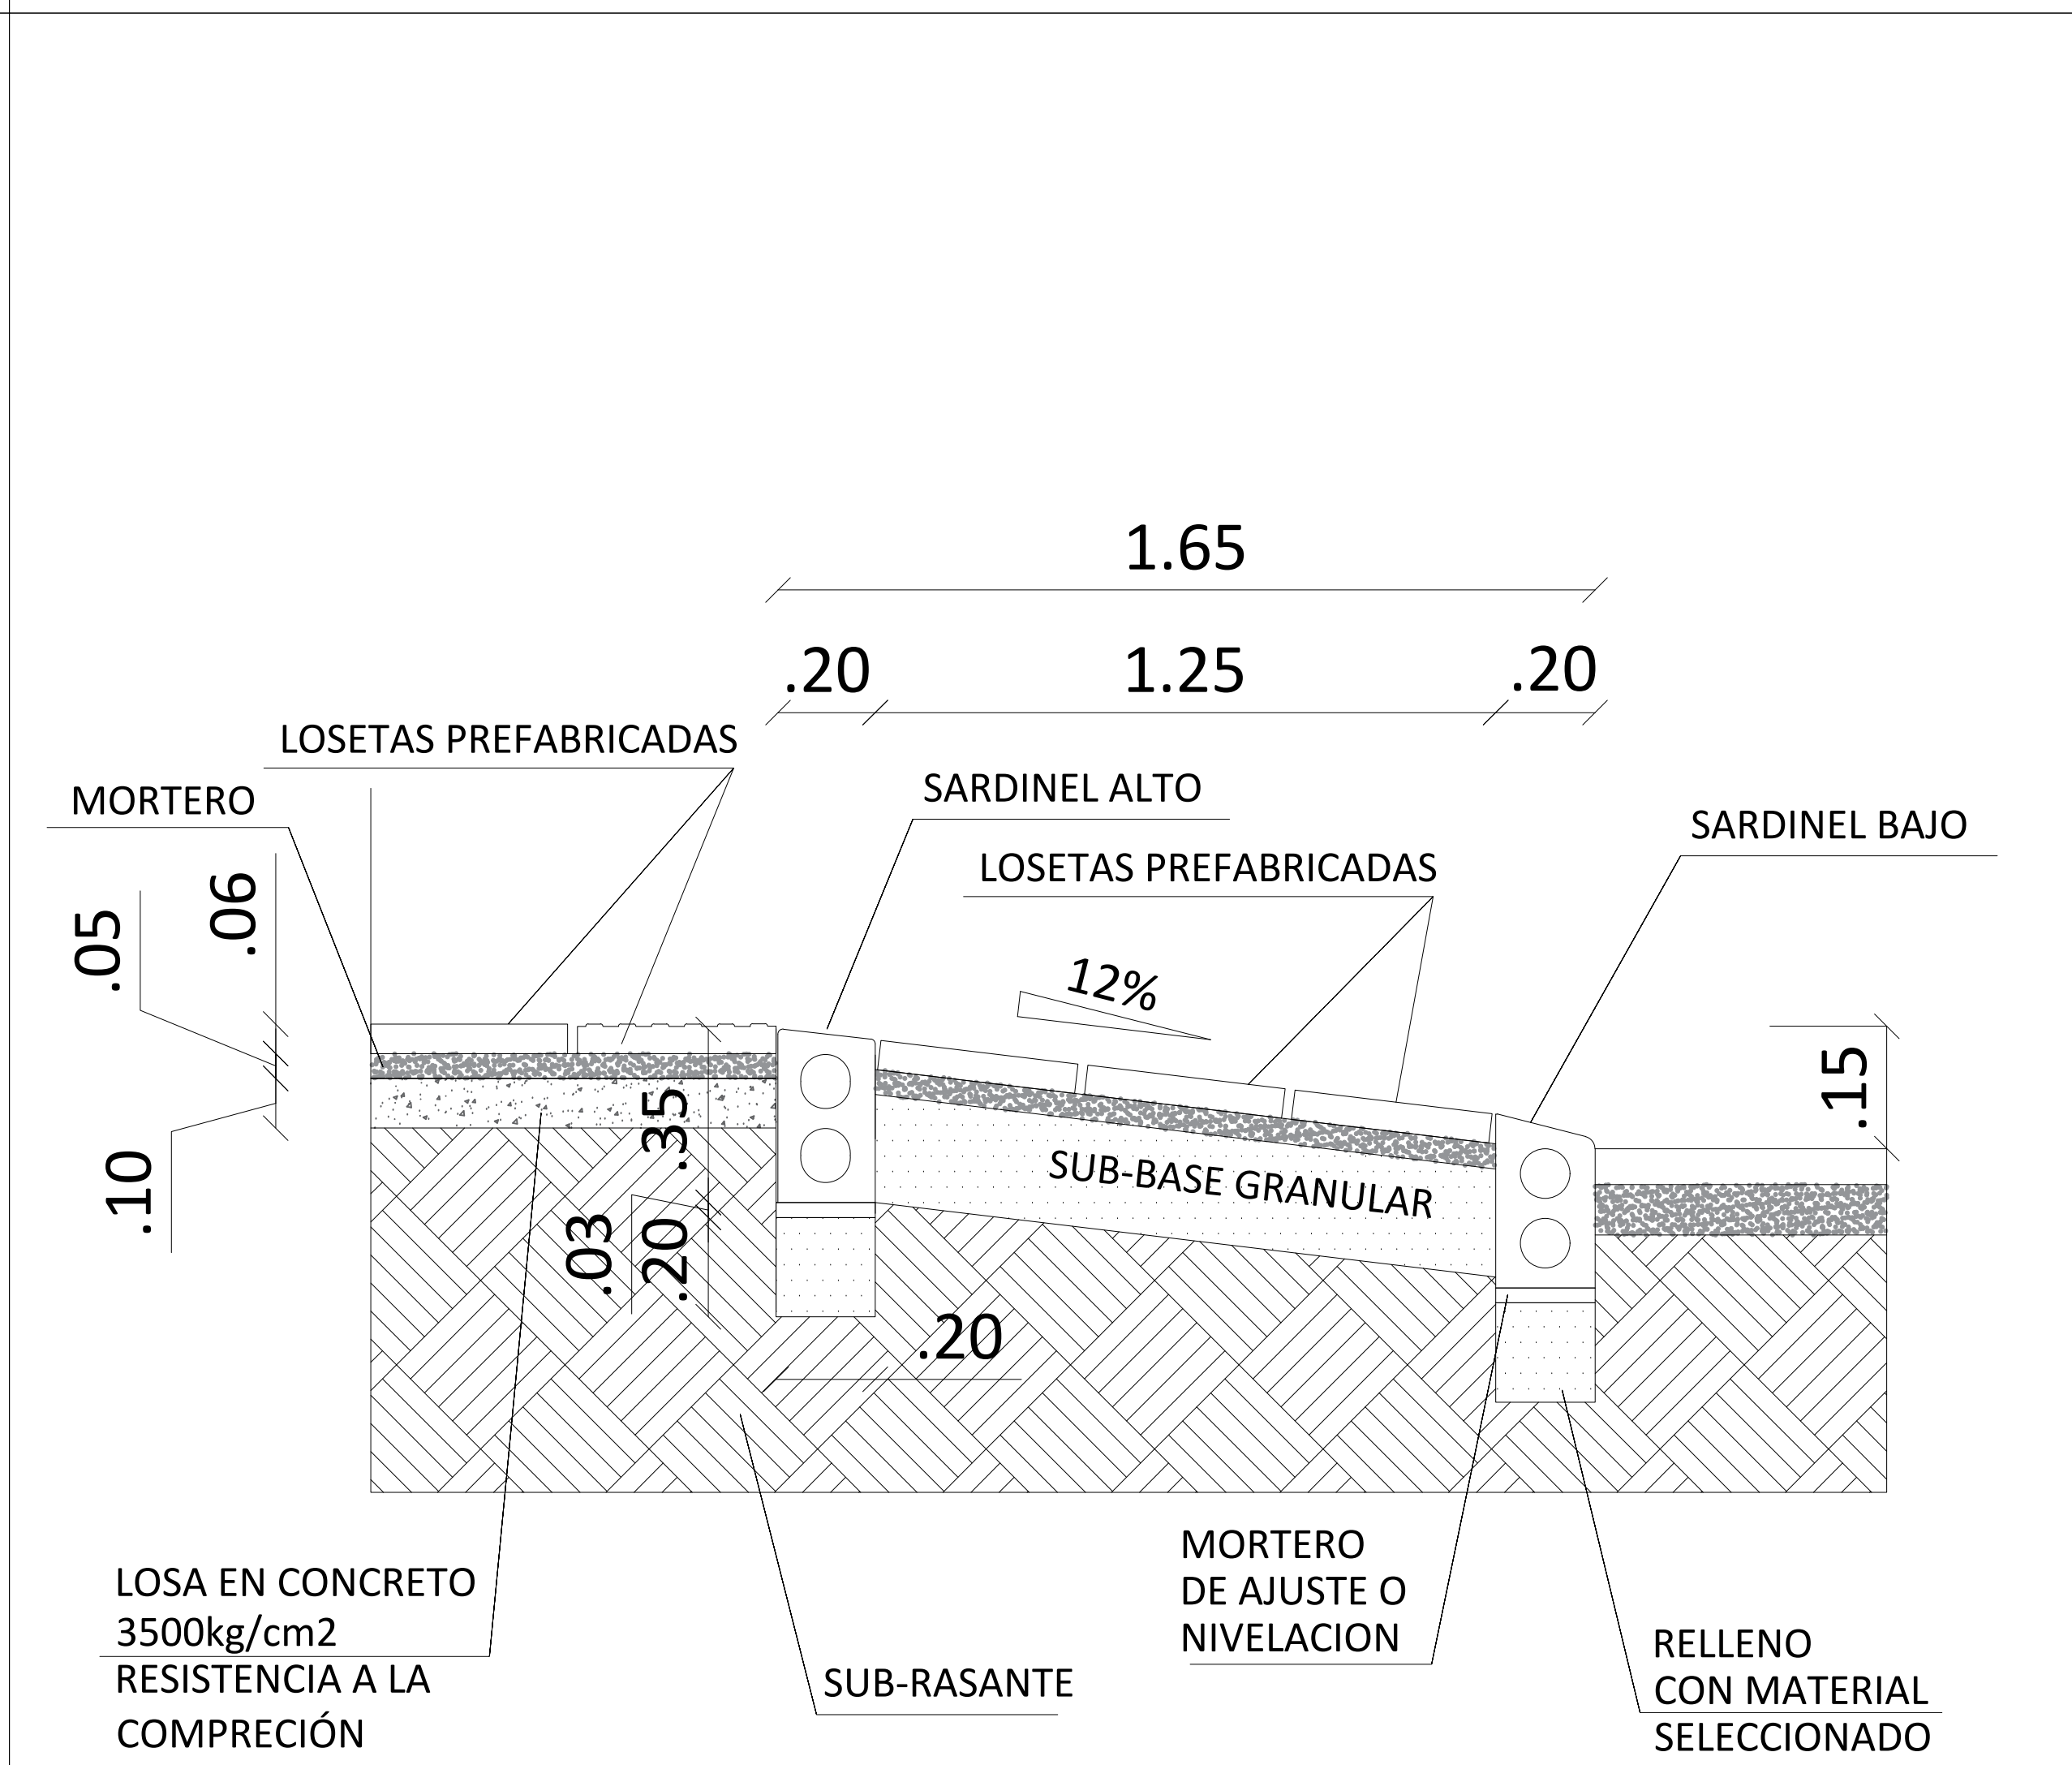 1.65
.20
1.25
.20
LOSETAS PREFABRICADAS
MORTERO
SARDINEL ALTO
SARDINEL BAJO
LOSETAS PREFABRICADAS
.06
.05
12%
.15
.35
.10
SUB-BASE GRANULAR
.03
.20
.20
MORTERO
DE AJUSTE O
NIVELACION
LOSA EN CONCRETO
3500kg/cm2
RESISTENCIA A LA
COMPRECIÓN
SUB-RASANTE
RELLENO
CON MATERIAL
SELECCIONADO